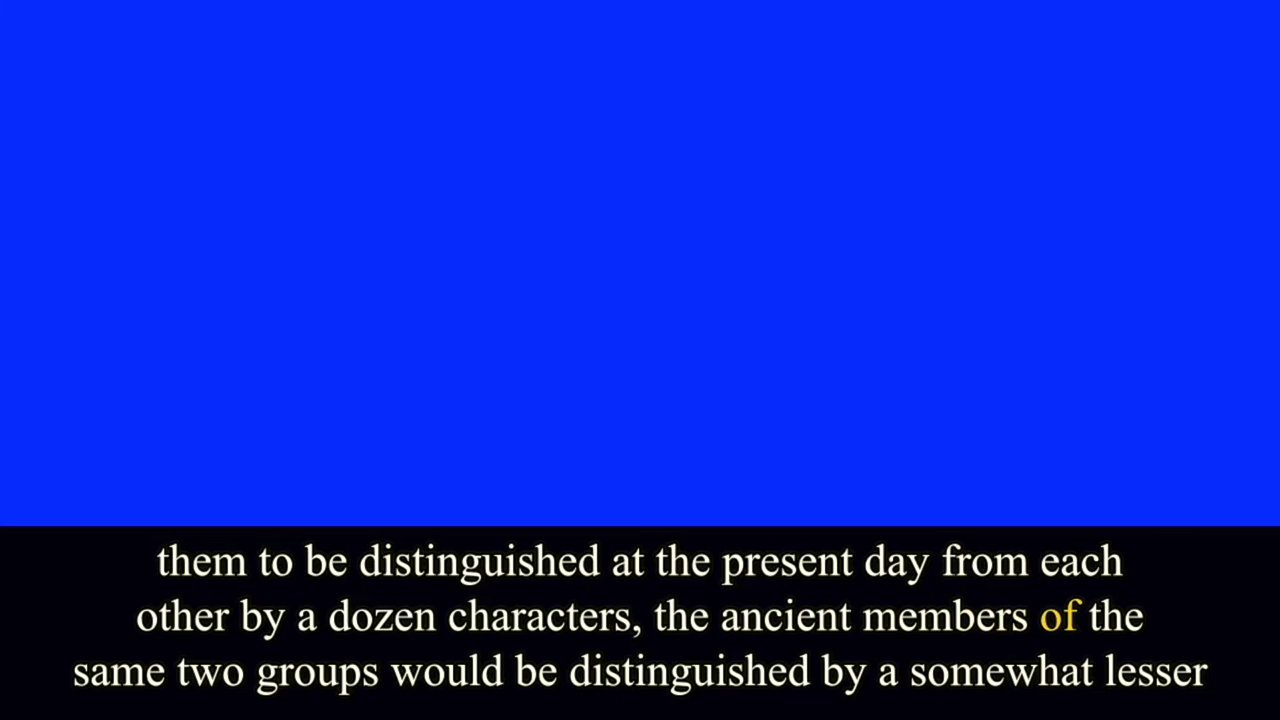 them to be distinguished at the present day from each
other by a dozen characters, the ancient members of the
same two groups would be distinguished by a somewhat lesser